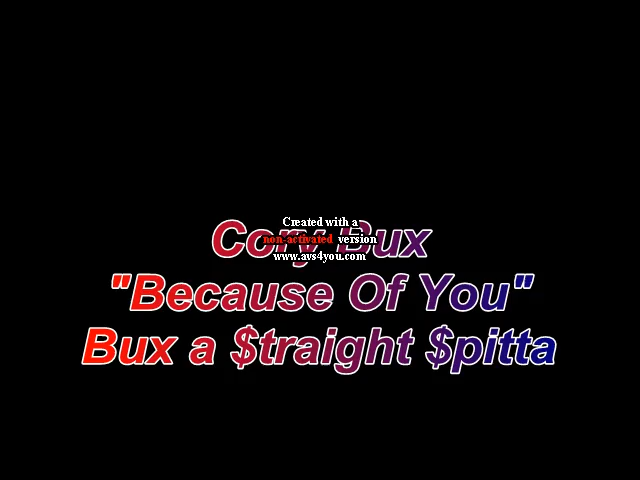 Cory Bux
Created with a
non-activated version
www.avs4you.com
"Because Of You"
Bux a $traight $pitta